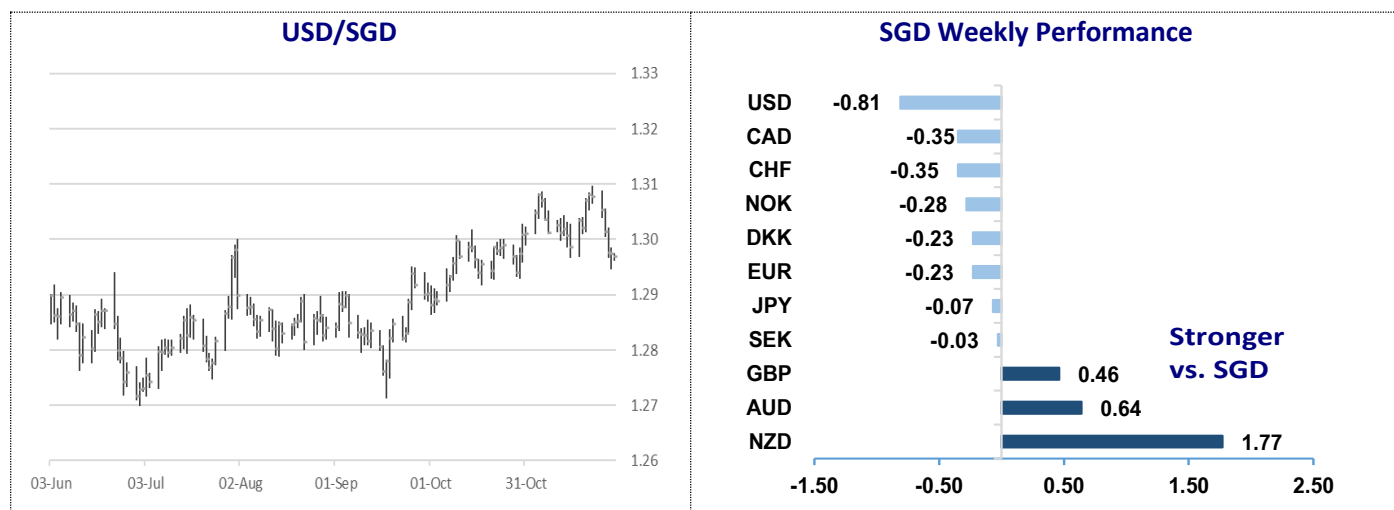 USD/SGD
1.33
1.32
1.31
1.30
1.29
1.28
1.27
1.26
03-Jun 03-Jul 02-Aug 01-Sep 01-Oct 31-Oct
SGD Weekly Performance
USD -0.81
CAD -0.35
CHF -0.35
NOK -0.28
DKK -0.23
EUR -0.23
JPY -0.07
SEK -0.03
Stronger
vs. SGD
GBP 0.46
AUD 0.64
NZD 1.77
-1.50 -0.50 0.50 1.50 2.50